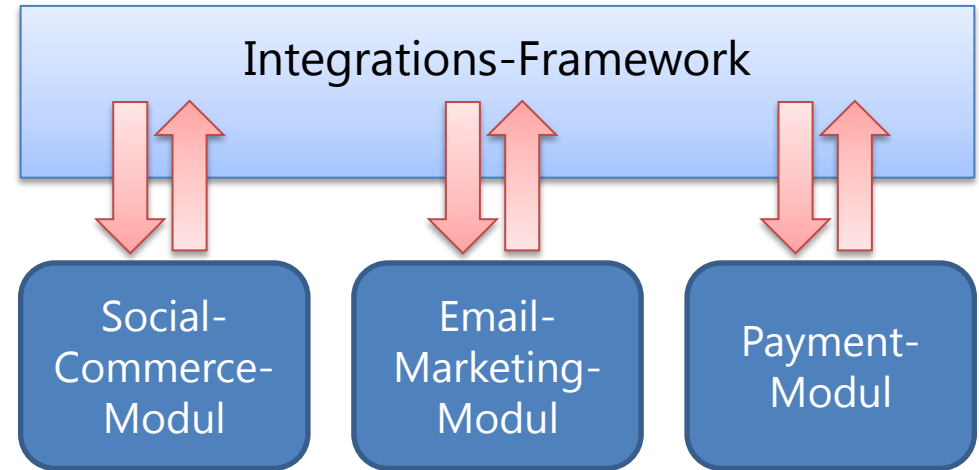 Integrations-Framework
Social-
Commerce-
Modul
Email-
Marketing-
Modul
Payment-
Modul